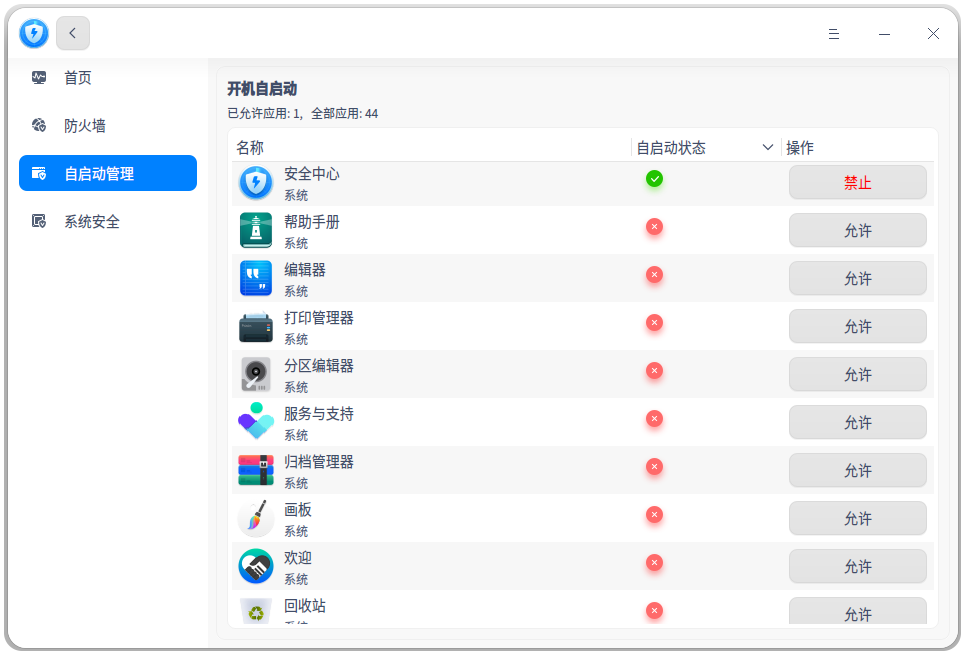 首页
防火墙
自启动管理
系统安全
开机自启动
已允许应用: 1, 全部应用: 44
名称 自启动状态 操作
安全中心
系统
禁止
帮助手册
系统
允许
编辑器
系统
允许
打印管理器
系统
允许
分区编辑器
系统
允许
服务与支持
系统
允许
归档管理器
系统
允许
画板
系统
允许
欢迎
系统
允许
回收站
允许